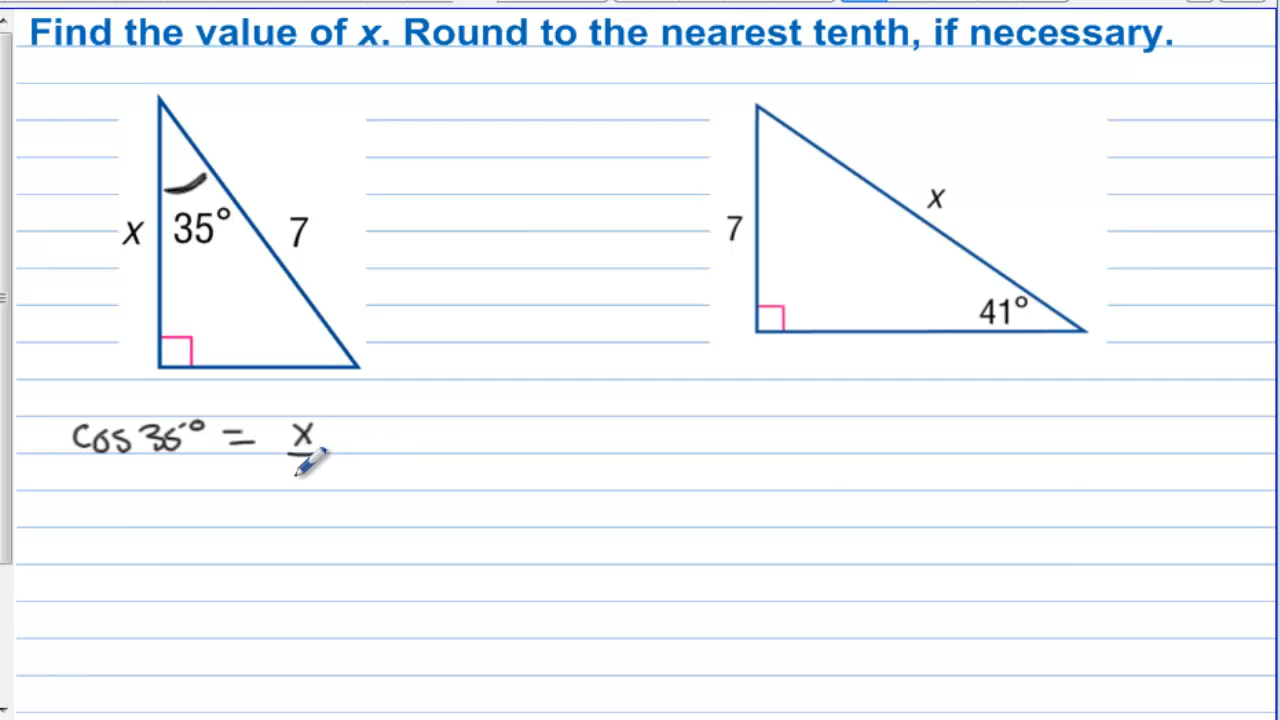 Find the value of x. Round to the nearest tenth, if necessary.
x 35° 7
7 x 41°
cos 35° = x